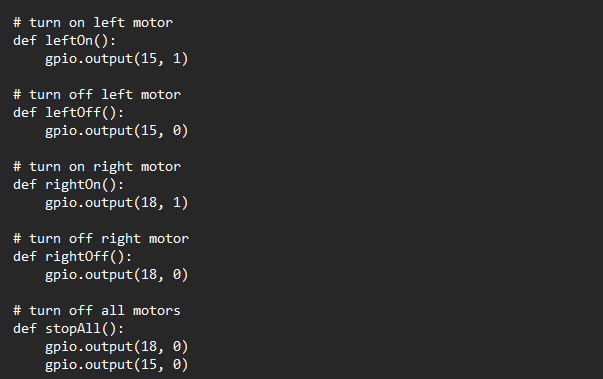 # turn on left motor
def leftOn():
    gpio.output(15, 1)
# turn off left motor
def leftOff():
    gpio.output(15, 0)
# turn on right motor
def rightOn():
    gpio.output(18, 1)
# turn off right motor
def rightOff():
    gpio.output(18, 0)
# turn off all motors
def stopAll():
    gpio.output(18, 0)
    gpio.output(15, 0)